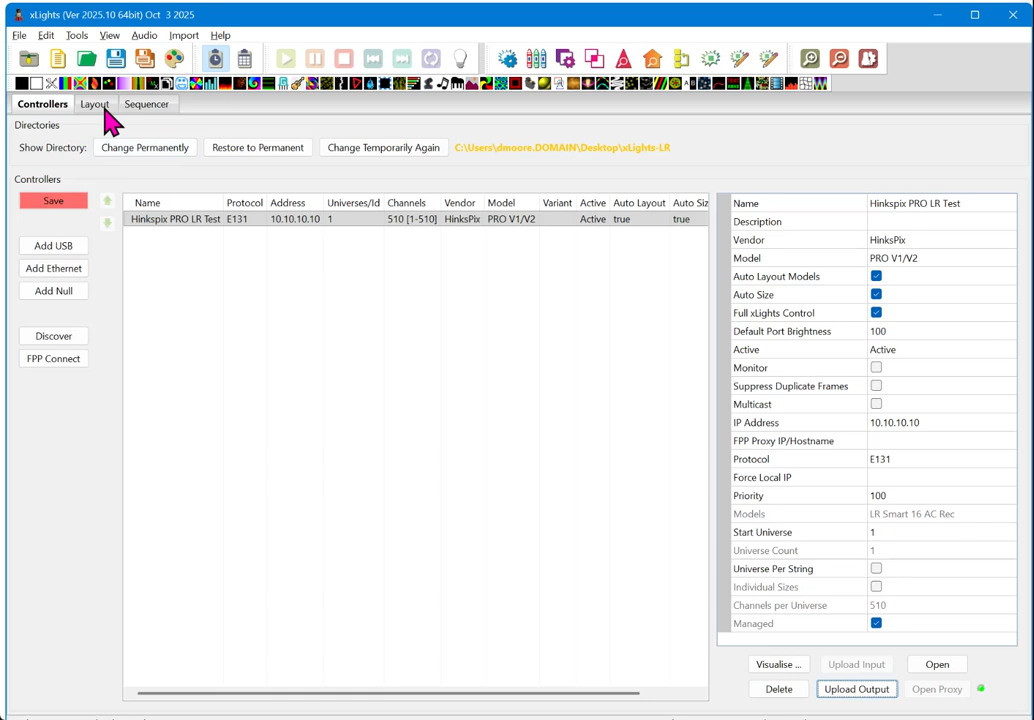 xLights (Ver 2025.10 64bit) Oct 3 2025
File Edit Tools View Audio Import Help
Controllers Layout Sequencer
Directories
Show Directory: Change Permanently Restore to Permanent Change Temporarily Again C:\Users\dmoore.DOMAIN\Desktop\xLights-LR
Controllers
Save
Add USB
Add Ethernet
Add Null
Discover
FPP Connect
Name Protocol Address Universes/Id Channels Vendor Model Variant Active Auto Layout Auto Siz
Hinkspix PRO LR Test E131 10.10.10.10 1 510 [1-510] HinksPix PRO V1/V2 Active true true
Name Hinkspix PRO LR Test
Description
Vendor HinksPix
Model PRO V1/V2
Auto Layout Models
Auto Size
Full xLights Control
Default Port Brightness 100
Active Active
Monitor
Suppress Duplicate Frames
Multicast
IP Address 10.10.10.10
FPP Proxy IP/Hostname
Protocol E131
Force Local IP
Priority 100
Models LR Smart 16 AC Rec
Start Universe 1
Universe Count 1
Universe Per String
Individual Sizes
Channels per Universe 510
Managed
Visualise ... Upload Input Open
Delete Upload Output Open Proxy